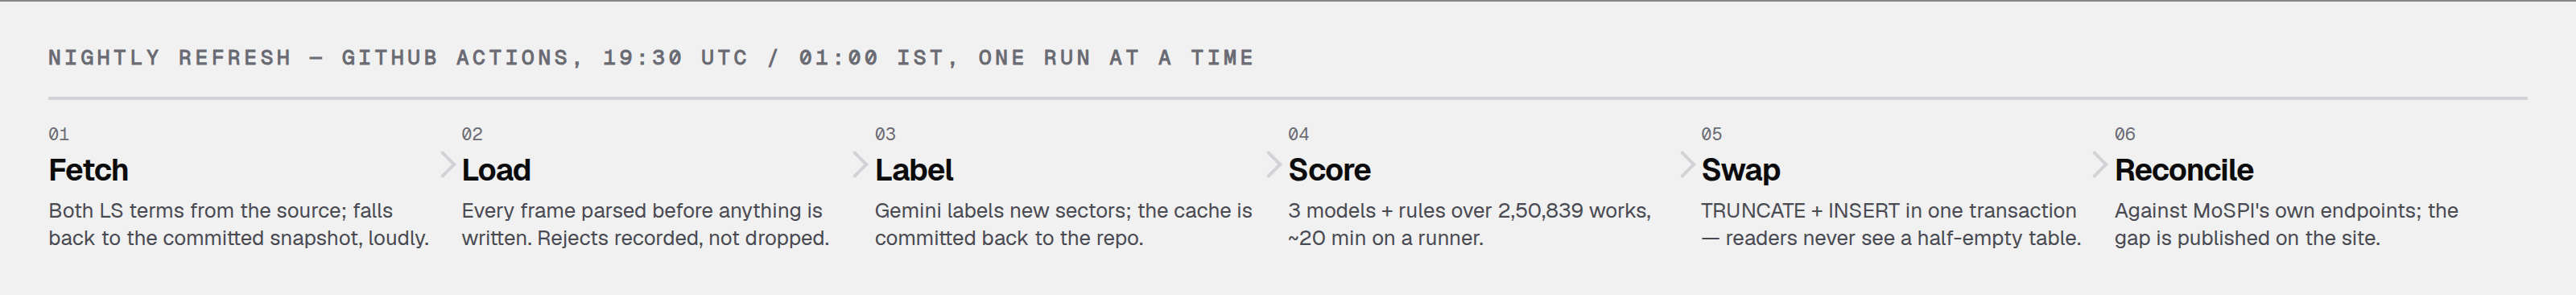 NIGHTLY REFRESH — GITHUB ACTIONS, 19:30 UTC / 01:00 IST, ONE RUN AT A TIME
01
Fetch
Both LS terms from the source; falls
back to the committed snapshot, loudly.
02
Load
Every frame parsed before anything is
written. Rejects recorded, not dropped.
03
Label
Gemini labels new sectors; the cache is
committed back to the repo.
04
Score
3 models + rules over 2,50,839 works,
~20 min on a runner.
05
Swap
TRUNCATE + INSERT in one transaction
— readers never see a half-empty table.
06
Reconcile
Against MoSPI's own endpoints; the
gap is published on the site.